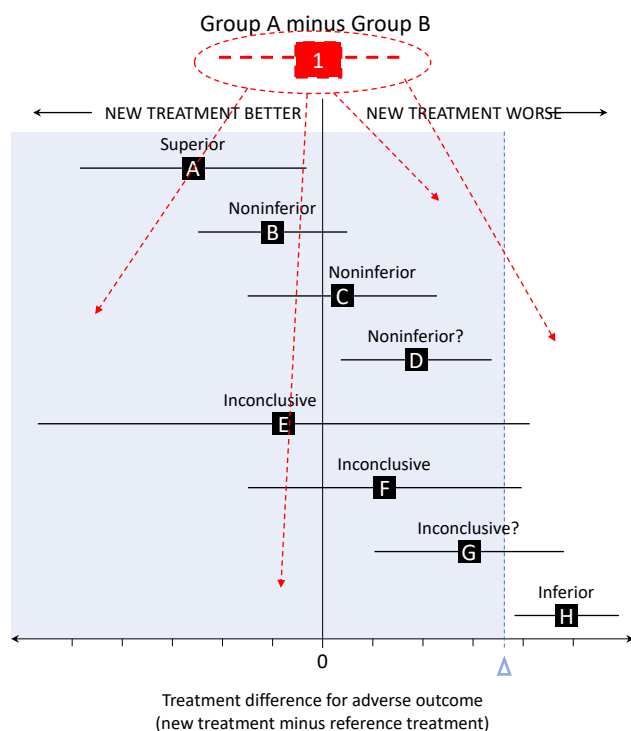 Group A minus Group B
1
NEW TREATMENT BETTER
NEW TREATMENT WORSE
Superior
A
Noninferior
B
Noninferior
C
Noninferior?
D
Inconclusive
E
Inconclusive
F
Inconclusive?
G
Inferior
H
0
Δ
Treatment difference for adverse outcome
(new treatment minus reference treatment)